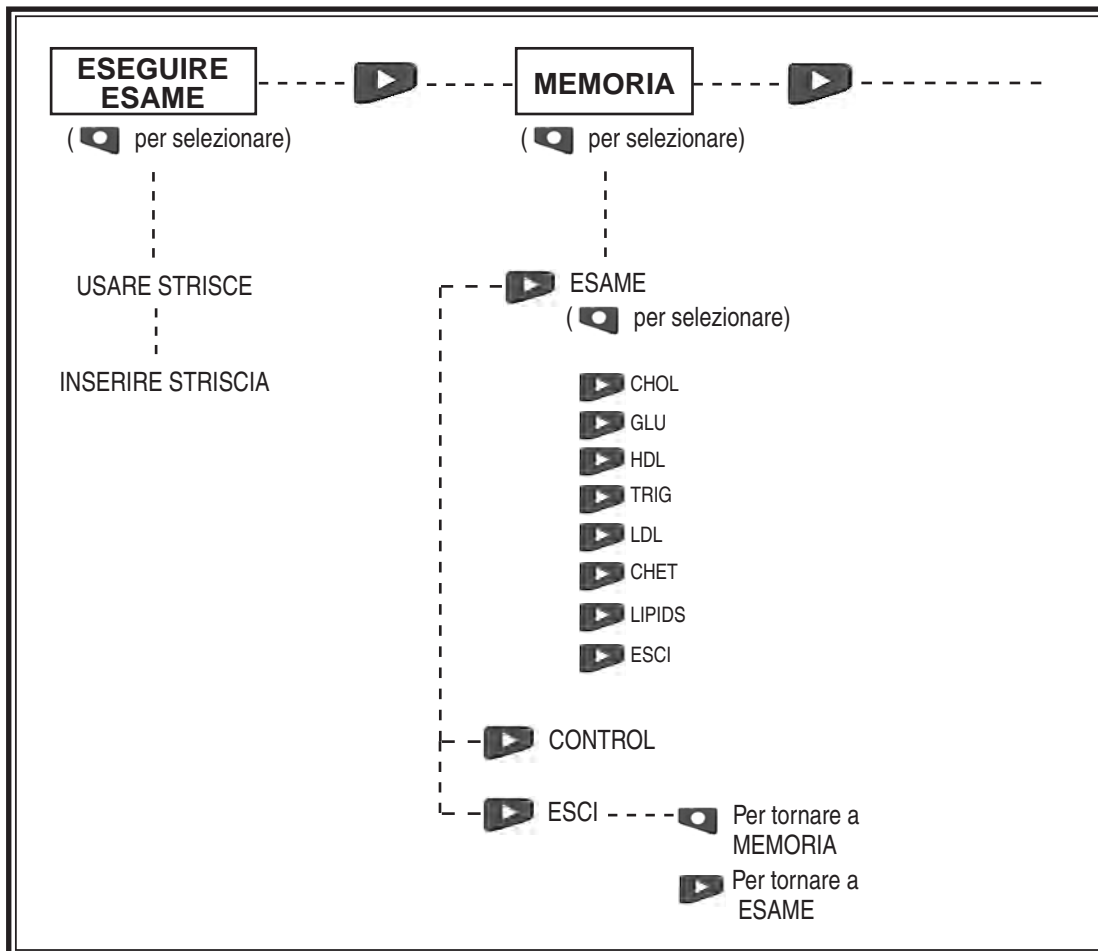 ESEGUIRE
ESAME
( per selezionare)
USARE STRISCE
INSERIRE STRISCIA
MEMORIA
( per selezionare)
ESAME
( per selezionare)
CHOL
GLU
HDL
TRIG
LDL
CHET
LIPIDS
ESCI
CONTROL
ESCI
Per tornare a
MEMORIA
Per tornare a
ESAME